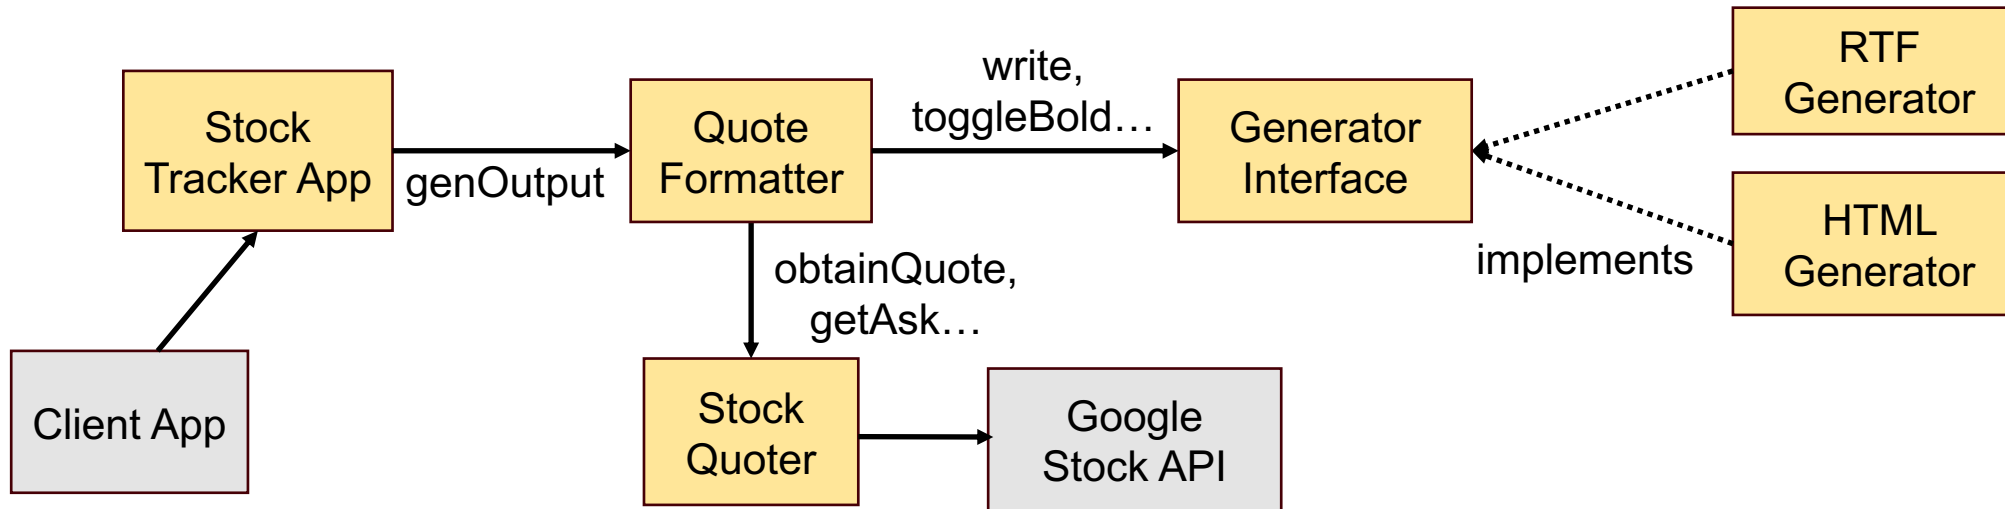 Stock
Tracker App
genOutput
Quote
Formatter
write,
toggleBold…
Generator
Interface
RTF
Generator
HTML
Generator
implements
obtainQuote,
getAsk…
Client App
Stock
Quoter
Google
Stock API